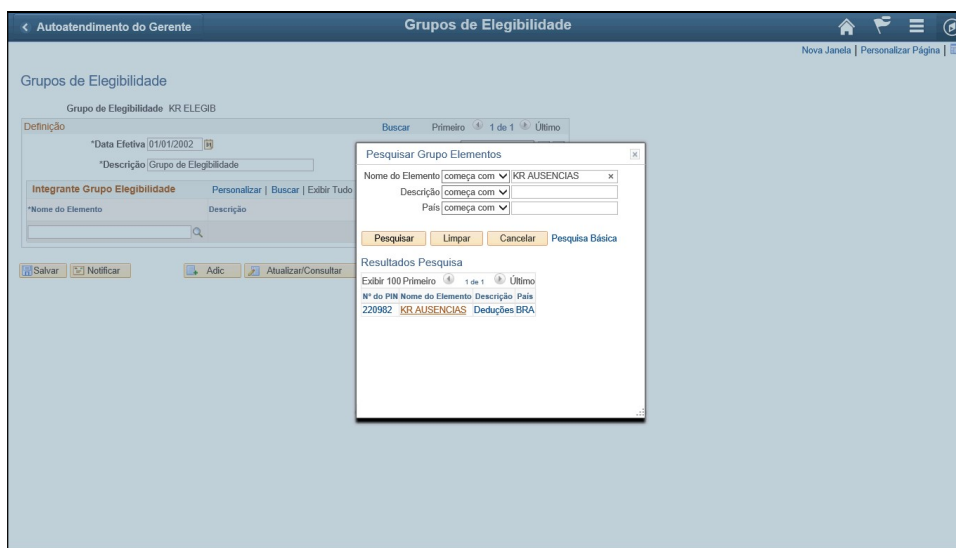 Autoatendimento do Gerente
Grupos de Elegibilidade
Nova Janela | Personalizar Página |
Grupos de Elegibilidade
Grupo de Elegibilidade KR ELEGIB
Definição Buscar Primeiro 1 de 1 Último
*Data Efetiva 01/01/2002
*Descrição Grupo de Elegibilidade
Integrante Grupo Elegibilidade Personalizar | Buscar | Exibir Tudo
*Nome do Elemento Descrição
Salvar Notificar Adic Atualizar/Consultar
Pesquisar Grupo Elementos
Nome do Elemento começa com KR AUSENCIAS
Descrição começa com
País começa com
Pesquisar Limpar Cancelar Pesquisa Básica
Resultados Pesquisa
Exibir 100 Primeiro 1 de 1 Último
Nº do PIN Nome do Elemento Descrição País
220982 KR AUSENCIAS Deduções BRA